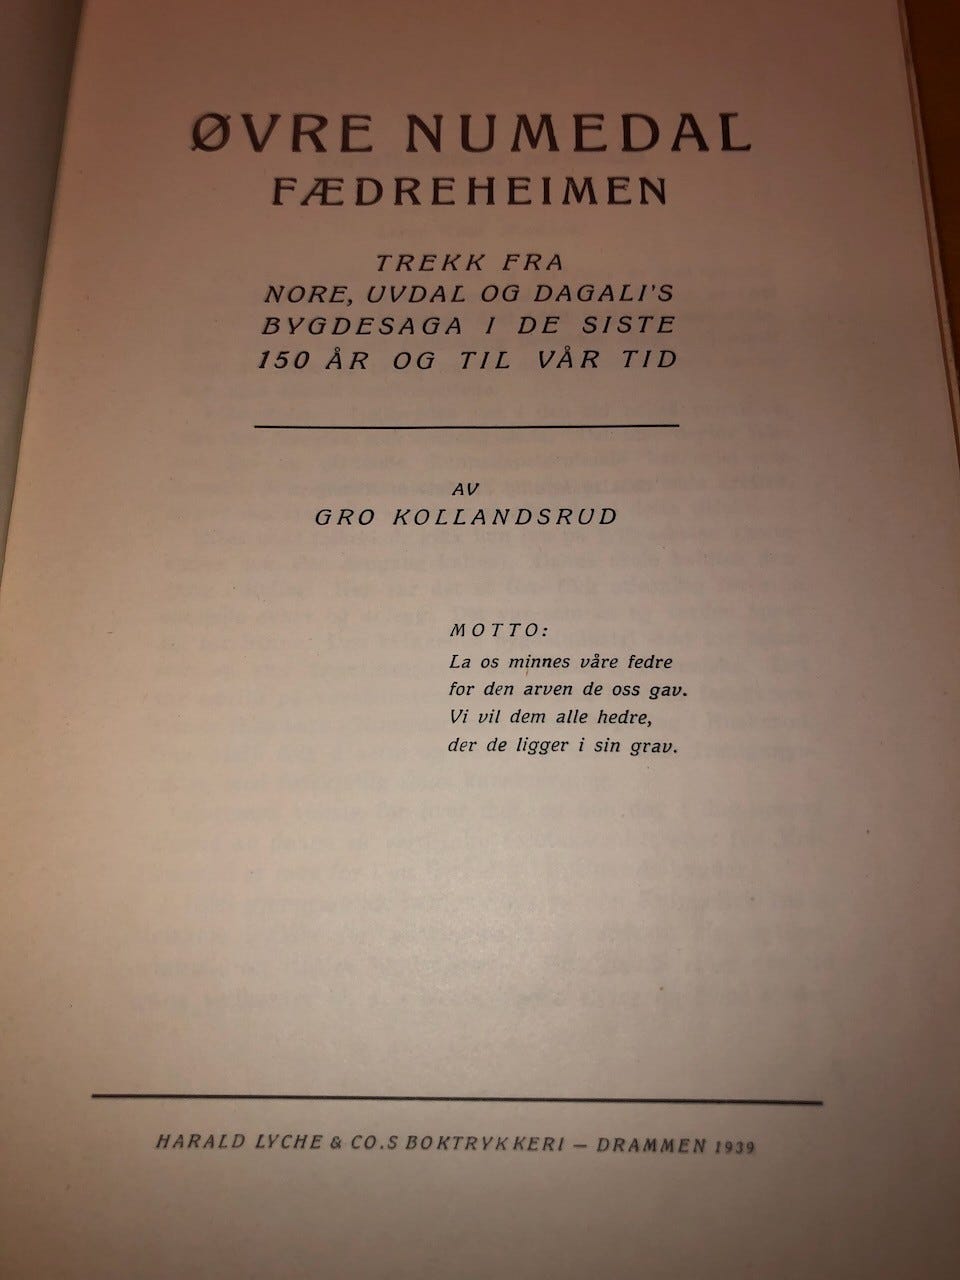 ØVRE NUMEDAL
FÆDREHEIMEN
TREKK FRA
NORE, UVDAL OG DAGALI'S
BYGDESAGA I DE SISTE
150 ÅR OG TIL VÅR TID
AV
GRO KOLLANDSRUD
MOTTO:
La os minnes våre fedre
for den arven de oss gav.
Vi vil dem alle hedre,
der de ligger i sin grav.
HARALD LYCHE & CO.S BOKTRYKKERI — DRAMMEN 1939